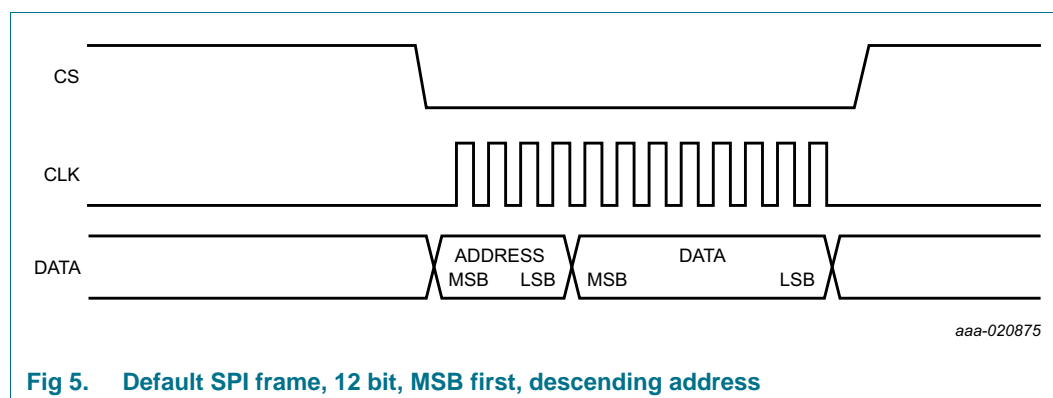 CS
CLK
DATA
ADDRESS DATA
MSB LSB MSB LSB
aaa-020875
Fig 5. Default SPI frame, 12 bit, MSB first, descending address